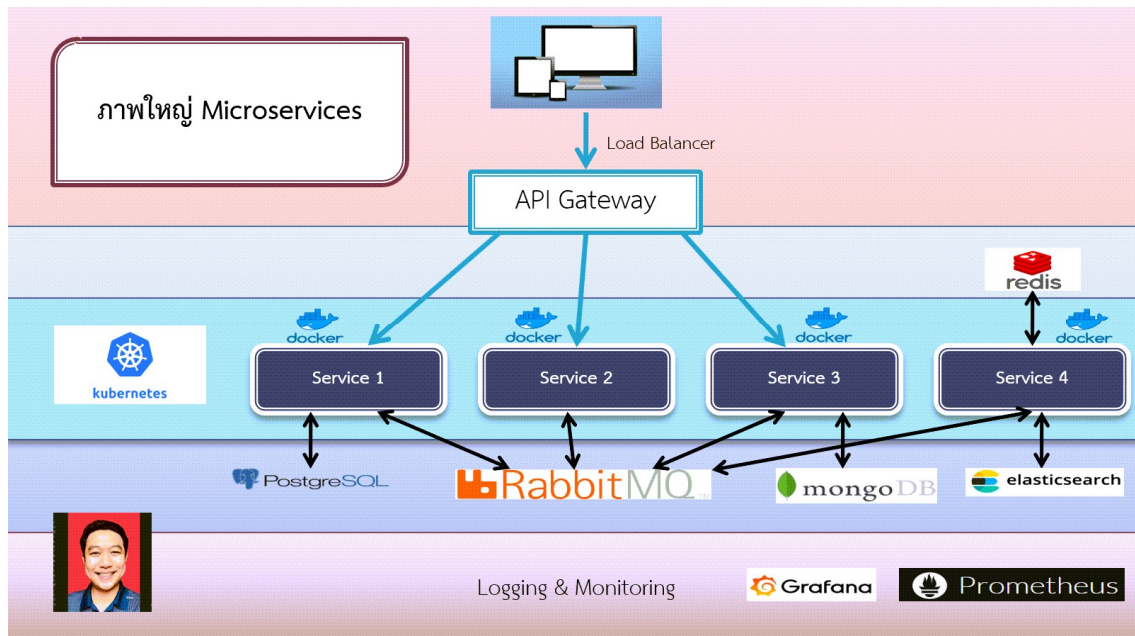 ภาพใหญ่ Microservices
Load Balancer
API Gateway
redis
docker
docker
docker
docker
kubernetes
Service 1
Service 2
Service 3
Service 4
PostgreSQL
RabbitMQ
mongoDB
elasticsearch
Logging & Monitoring
Grafana
Prometheus